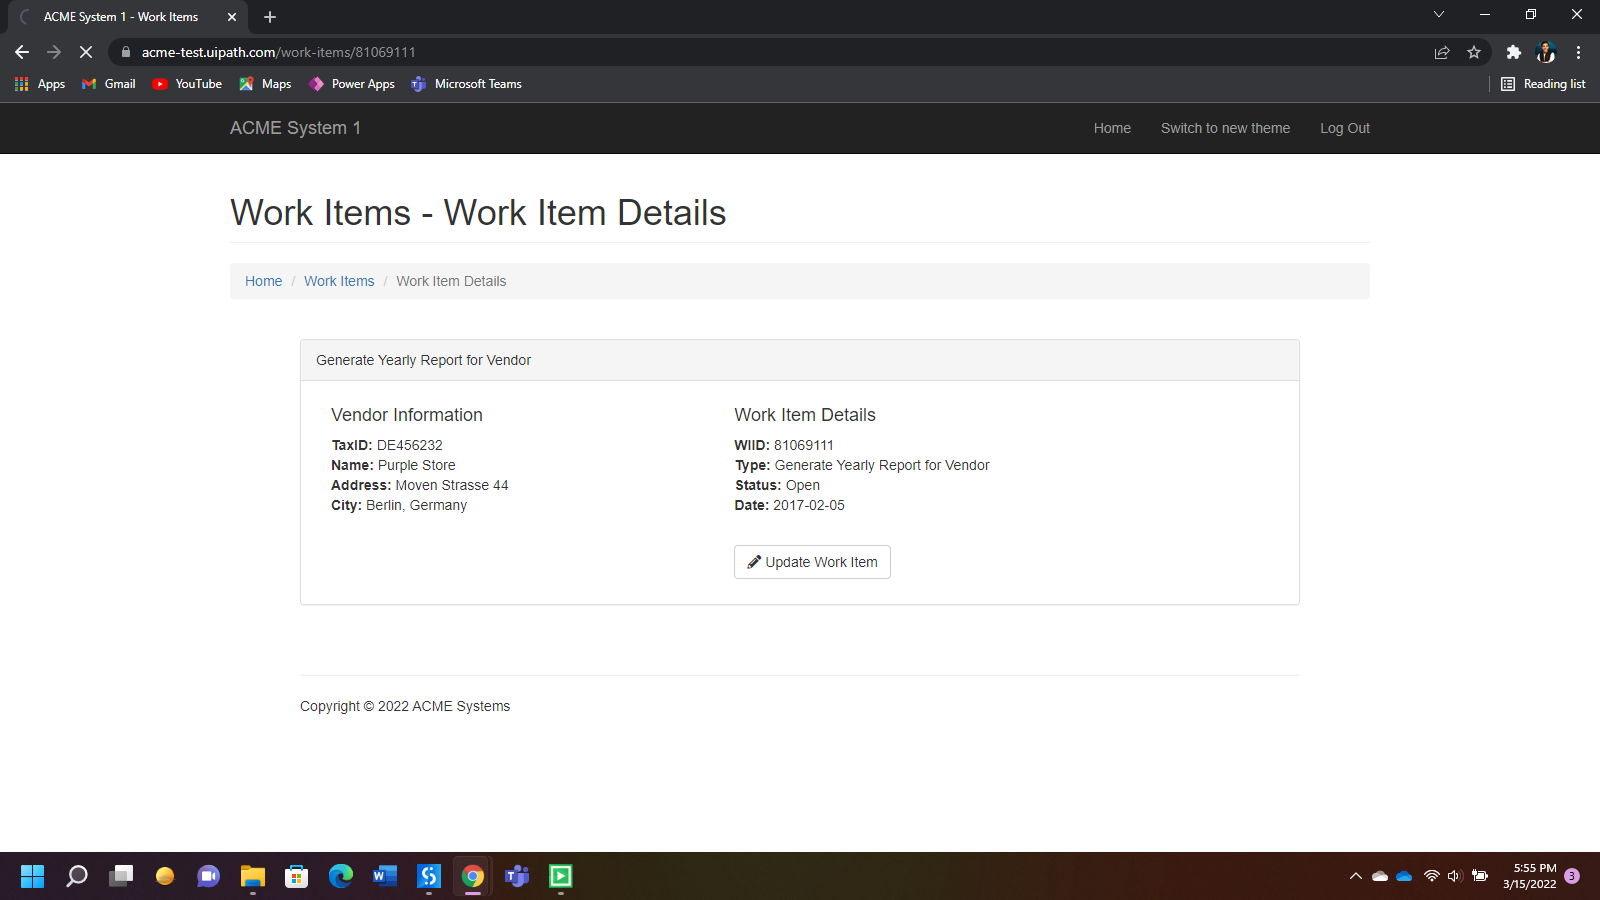 ACME System 1 - Work Items
acme-test.uipath.com/work-items/81069111
Apps Gmail YouTube Maps Power Apps Microsoft Teams Reading list
ACME System 1 Home Switch to new theme Log Out
Work Items - Work Item Details
Home / Work Items / Work Item Details
Generate Yearly Report for Vendor
Vendor Information
TaxID: DE456232
Name: Purple Store
Address: Moven Strasse 44
City: Berlin, Germany
Work Item Details
WIID: 81069111
Type: Generate Yearly Report for Vendor
Status: Open
Date: 2017-02-05
Update Work Item
Copyright © 2022 ACME Systems
5:55 PM
3/15/2022
3